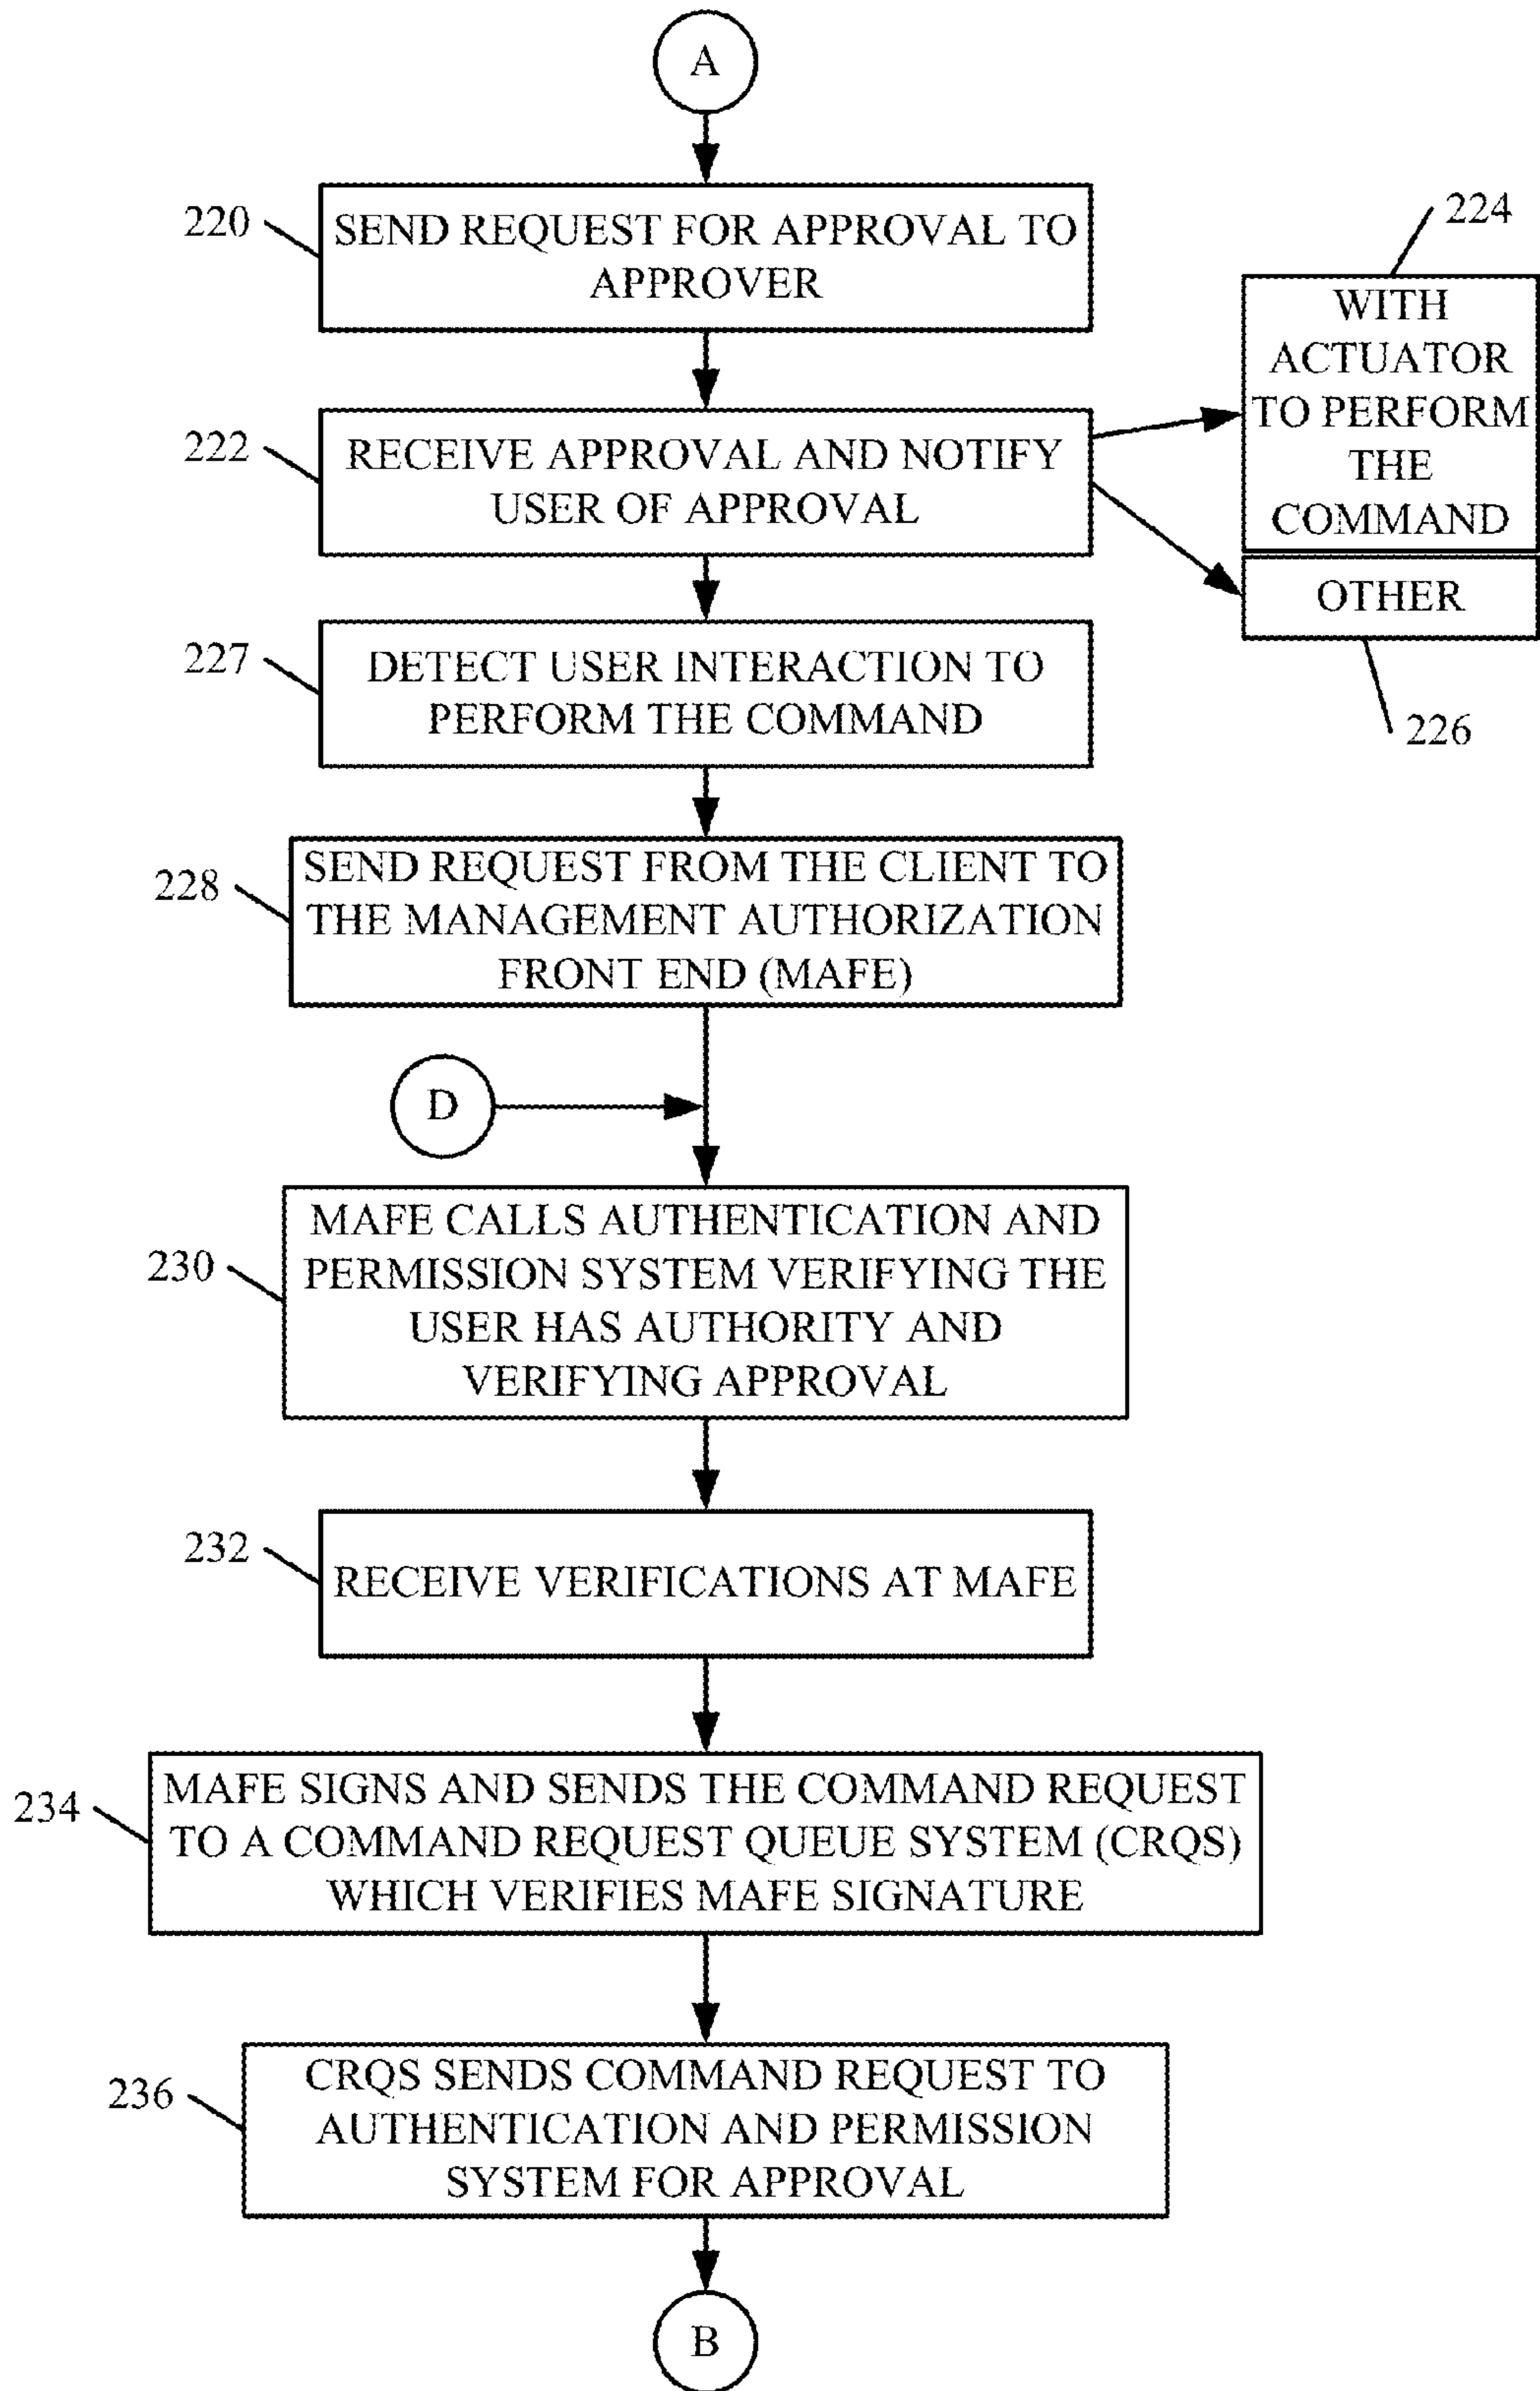 A
220
SEND REQUEST FOR APPROVAL TO
APPROVER
224
WITH
ACTUATOR
TO PERFORM
THE
COMMAND
222
RECEIVE APPROVAL AND NOTIFY
USER OF APPROVAL
OTHER
226
227
DETECT USER INTERACTION TO
PERFORM THE COMMAND
228
SEND REQUEST FROM THE CLIENT TO
THE MANAGEMENT AUTHORIZATION
FRONT END (MAFE)
D
230
MAFE CALLS AUTHENTICATION AND
PERMISSION SYSTEM VERIFYING THE
USER HAS AUTHORITY AND
VERIFYING APPROVAL
232
RECEIVE VERIFICATIONS AT MAFE
234
MAFE SIGNS AND SENDS THE COMMAND REQUEST
TO A COMMAND REQUEST QUEUE SYSTEM (CRQS)
WHICH VERIFIES MAFE SIGNATURE
236
CRQS SENDS COMMAND REQUEST TO
AUTHENTICATION AND PERMISSION
SYSTEM FOR APPROVAL
B